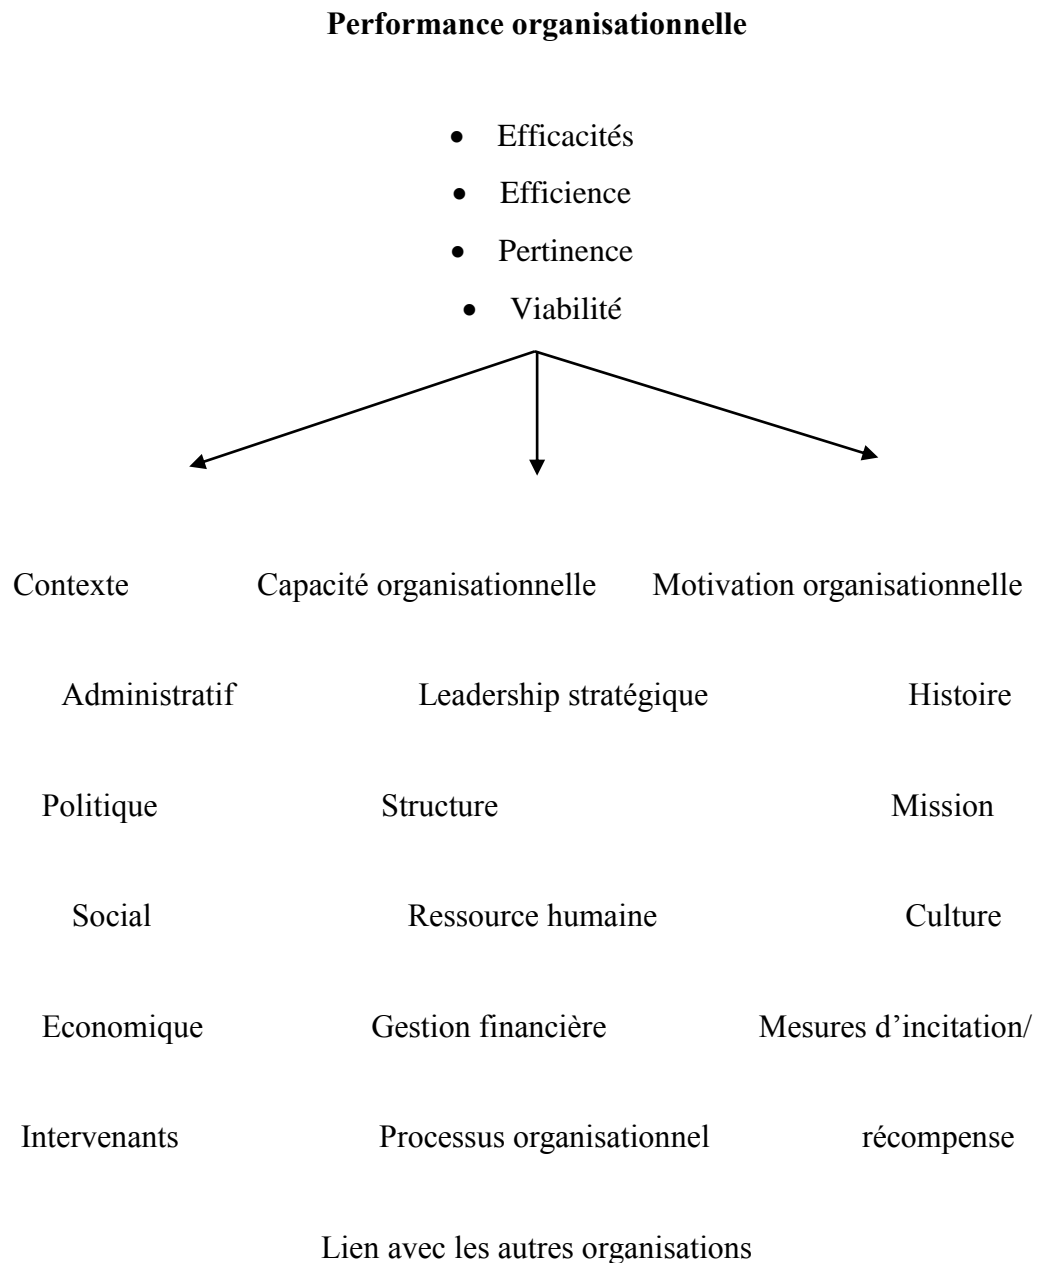 Performance organisationnelle
• Efficacités
• Efficience
• Pertinence
• Viabilité
Contexte Capacité organisationnelle Motivation organisationnelle
Administratif Leadership stratégique Histoire
Politique Structure Mission
Social Ressource humaine Culture
Economique Gestion financière Mesures d’incitation/
Intervenants Processus organisationnel récompense
Lien avec les autres organisations